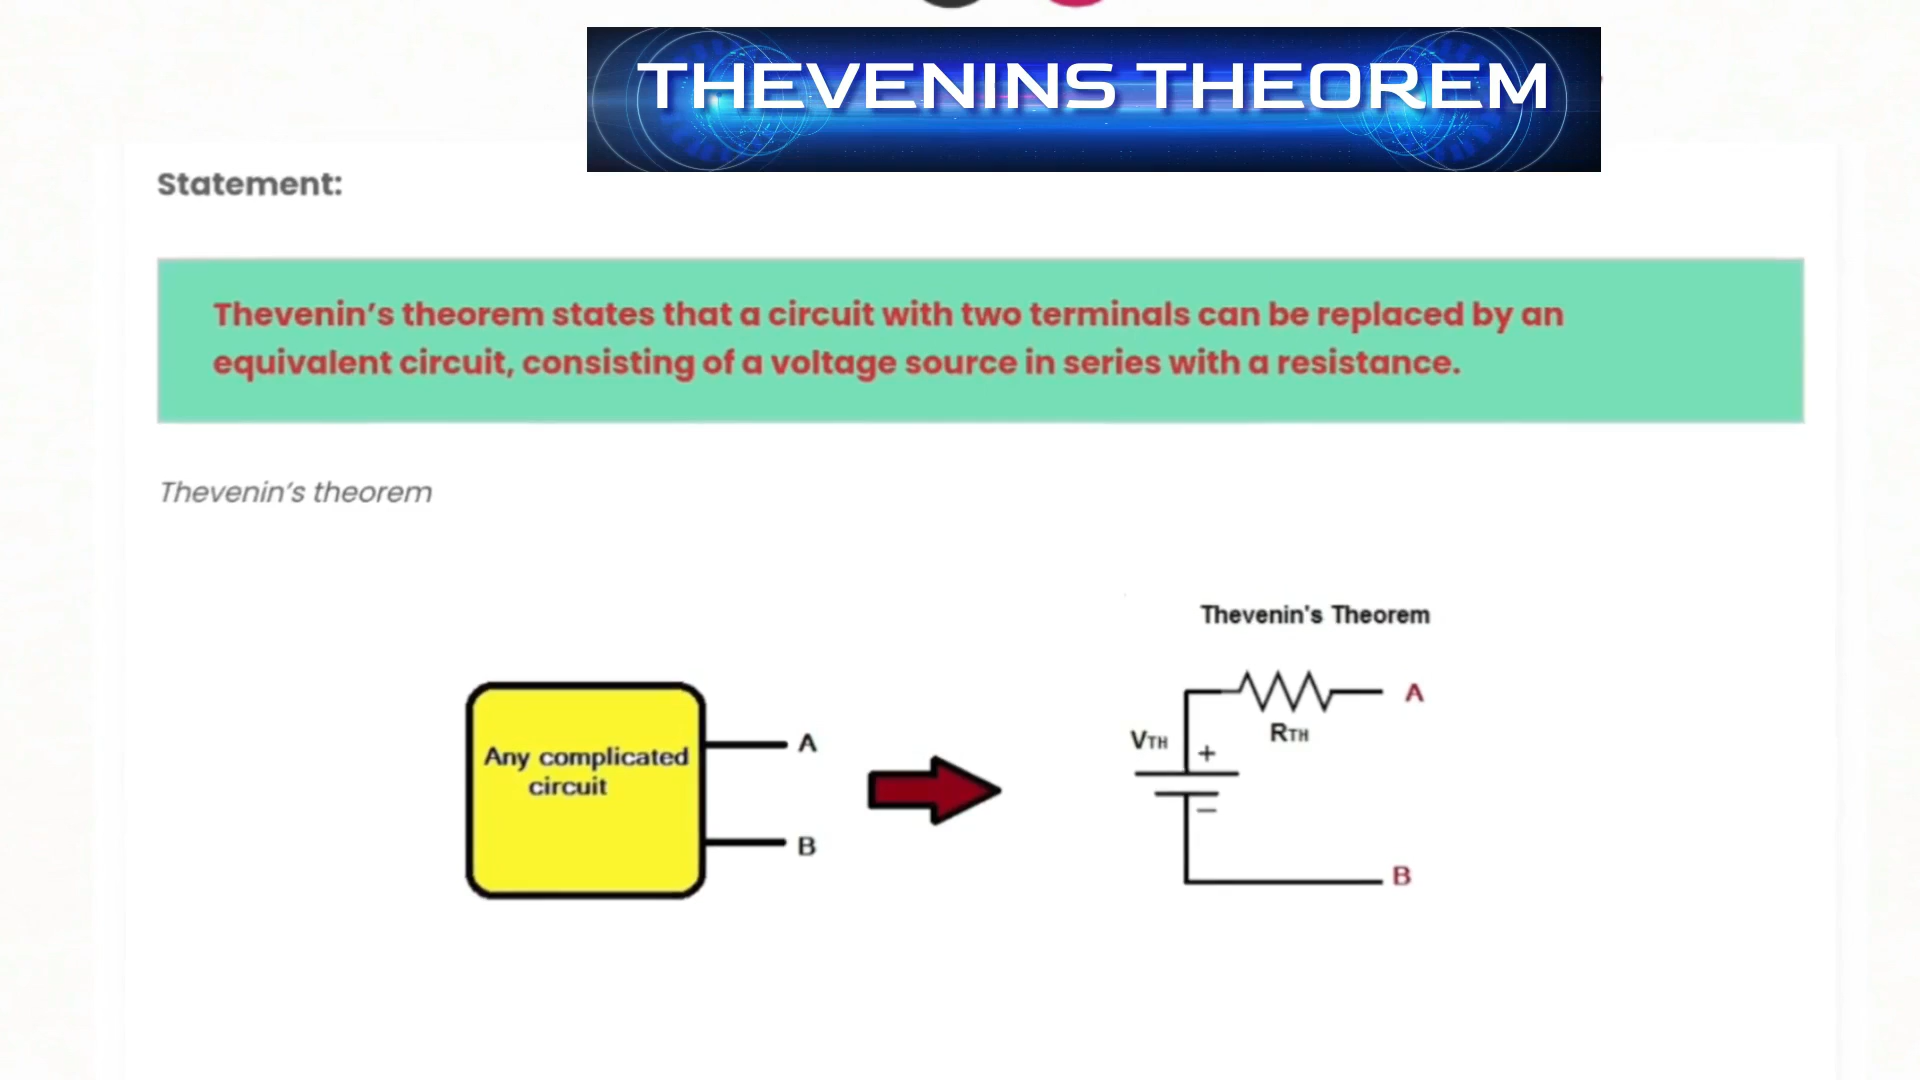 THEVENINS THEOREM
Statement:
Thevenin’s theorem states that a circuit with two terminals can be replaced by an
equivalent circuit, consisting of a voltage source in series with a resistance.
Thevenin’s theorem
Thevenin's Theorem
Any complicated
circuit
A
B
VTH
+
−
RTH
A
B